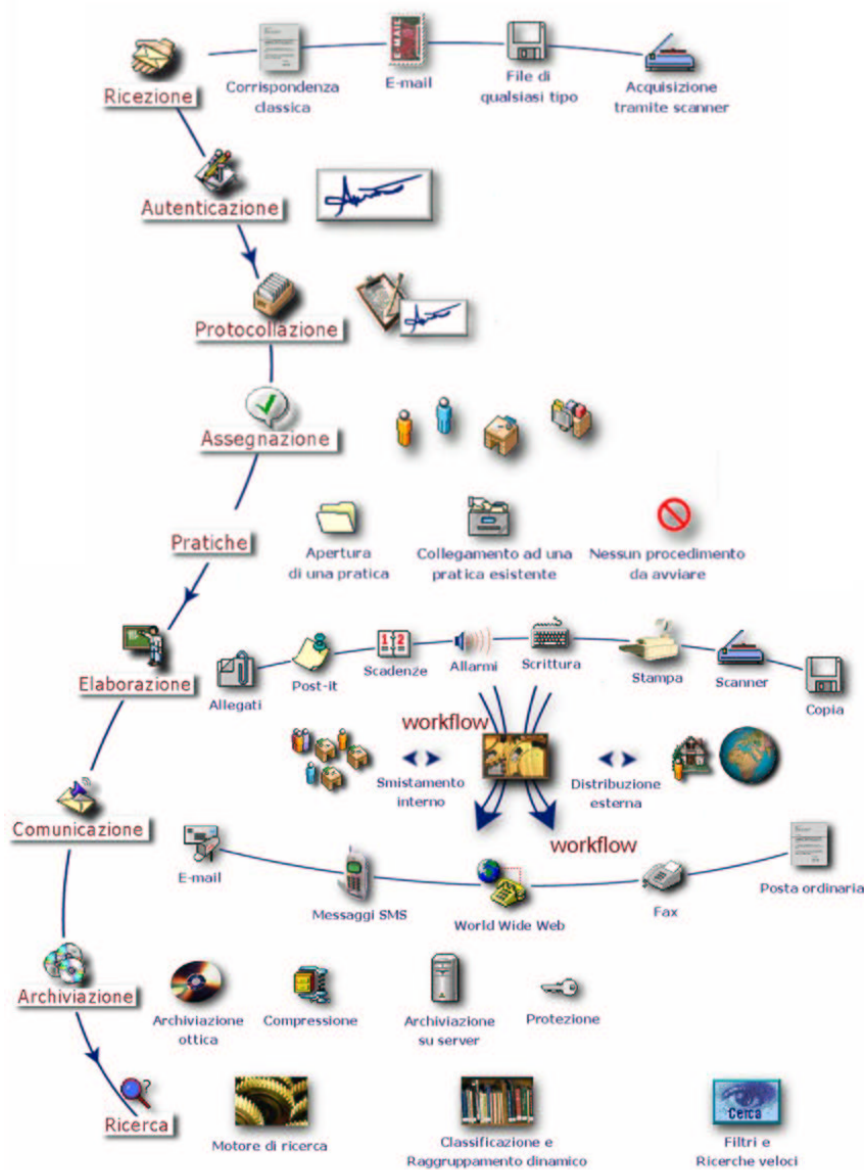 Ricezione
Corrispondenza
classica
E-MAIL
E-mail
File di
qualsiasi tipo
Acquisizione
tramite scanner
Autenticazione
Protocollazione
Assegnazione
Pratiche
Apertura
di una pratica
Collegamento ad una
pratica esistente
Nessun procedimento
da avviare
Elaborazione
Allegati
Post-it
1 2
Scadenze
Allarmi
Scrittura
Stampa
Scanner
Copia
workflow
Smistamento
interno
Distribuzione
esterna
workflow
Comunicazione
E-mail
Messaggi SMS
World Wide Web
Fax
Posta ordinaria
Archiviazione
Archiviazione
ottica
Compressione
Archiviazione
su server
Protezione
?
Ricerca
Motore di ricerca
Classificazione e
Raggruppamento dinamico
Cerca
Filtri e
Ricerche veloci